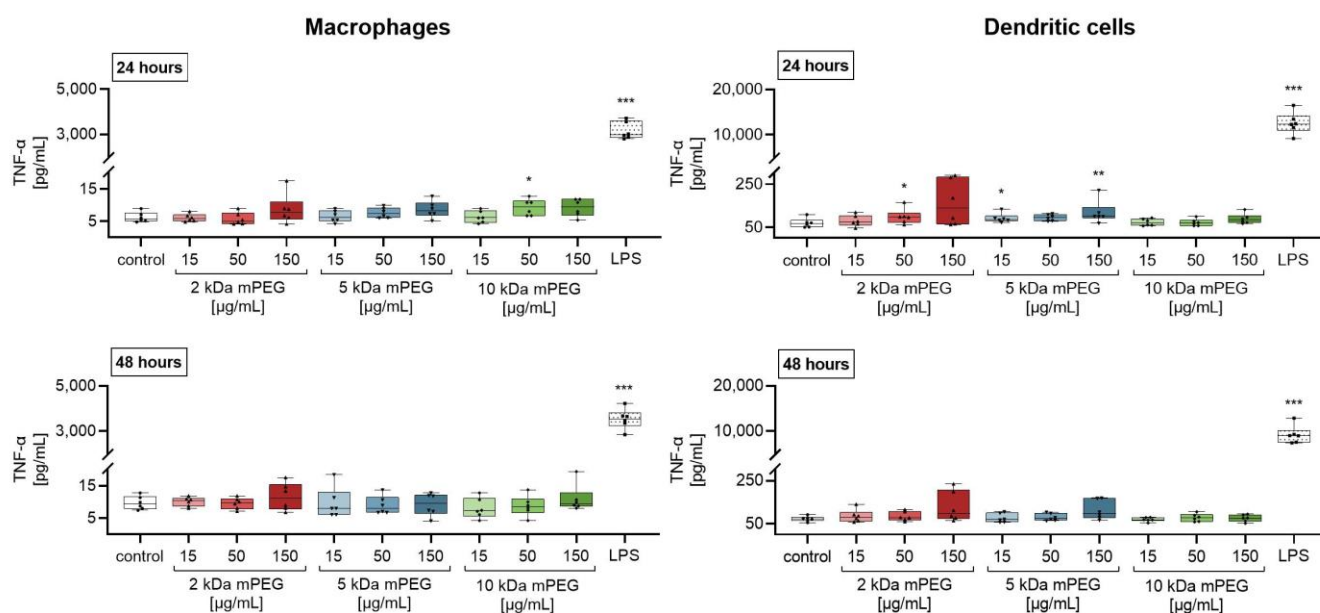 Macrophages
24 hours
TNF-α
[pg/mL]
5,000
3,000
15
5
***
*
control 15 50 150 15 50 150 15 50 150 LPS
2 kDa mPEG 5 kDa mPEG 10 kDa mPEG
[µg/mL] [µg/mL] [µg/mL]
Dendritic cells
24 hours
TNF-α
[pg/mL]
20,000
10,000
250
50
***
* * **
control 15 50 150 15 50 150 15 50 150 LPS
2 kDa mPEG 5 kDa mPEG 10 kDa mPEG
[µg/mL] [µg/mL] [µg/mL]
48 hours
TNF-α
[pg/mL]
5,000
3,000
15
5
***
control 15 50 150 15 50 150 15 50 150 LPS
2 kDa mPEG 5 kDa mPEG 10 kDa mPEG
[µg/mL] [µg/mL] [µg/mL]
48 hours
TNF-α
[pg/mL]
20,000
10,000
250
50
***
control 15 50 150 15 50 150 15 50 150 LPS
2 kDa mPEG 5 kDa mPEG 10 kDa mPEG
[µg/mL] [µg/mL] [µg/mL]